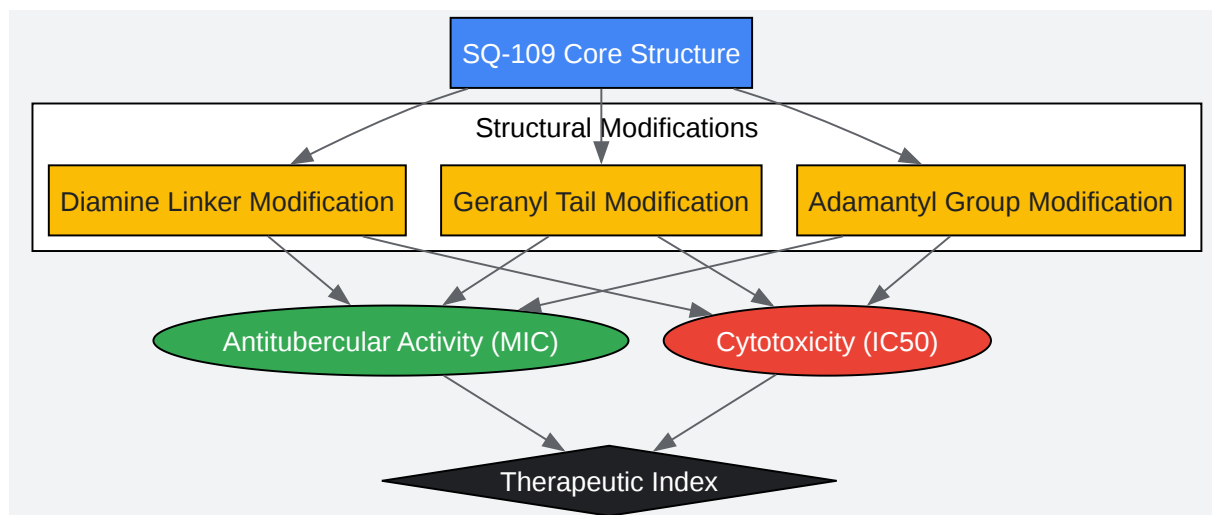 SQ-109 Core Structure
Structural Modifications
Diamine Linker Modification
Geranyl Tail Modification
Adamantyl Group Modification
Antitubercular Activity (MIC)
Cytotoxicity (IC50)
Therapeutic Index